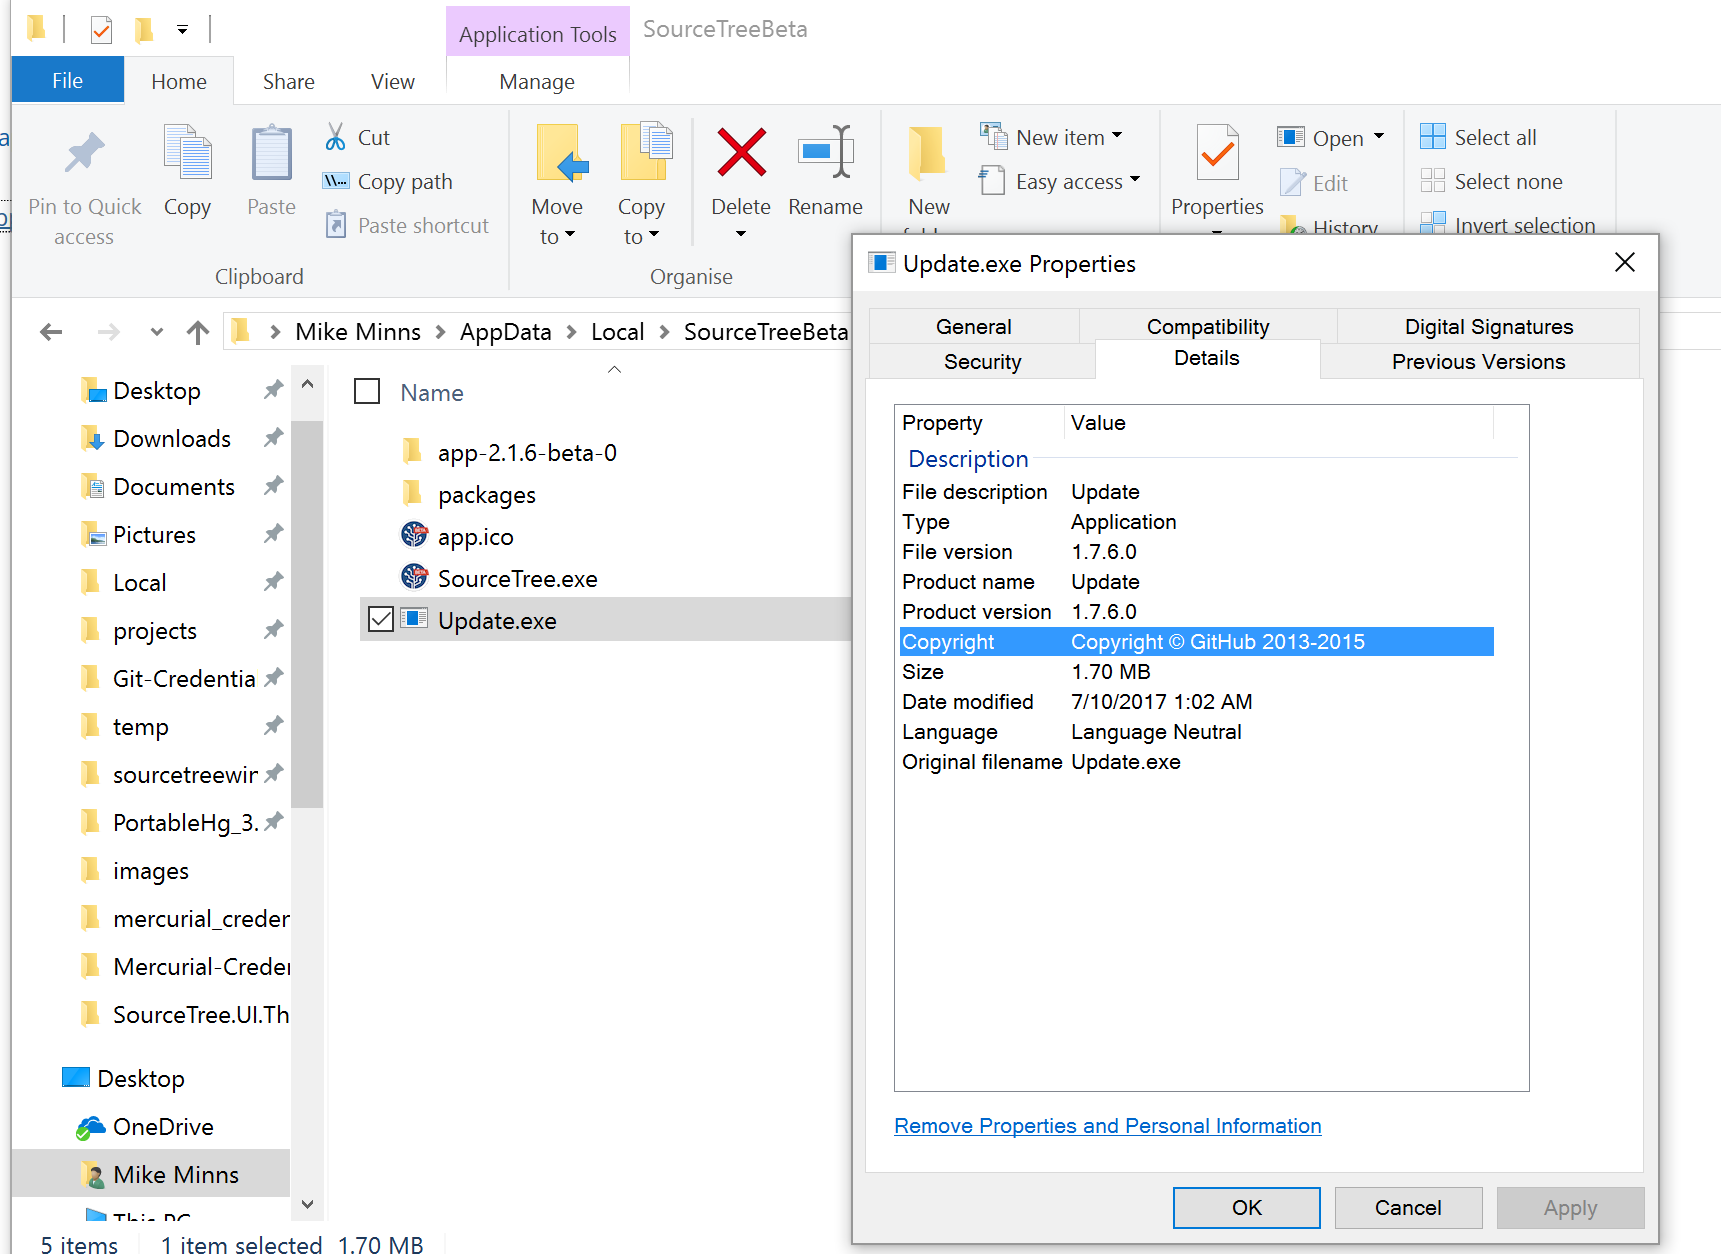 Application Tools
SourceTreeBeta
File
Home
Share
View
Manage
Pin to Quick access
Copy
Paste
Cut
Copy path
Paste shortcut
Clipboard
Move to
Copy to
Delete
Rename
Organise
New
New item
Easy access
Properties
Open
Edit
History
Select all
Select none
Invert selection
Mike Minns
AppData
Local
SourceTreeBeta
Desktop
Downloads
Documents
Pictures
Local
projects
Git-Credentia
temp
sourcetreewin
PortableHg_3.
images
mercurial_creden
Mercurial-Creden
SourceTree.UI.Th
Desktop
OneDrive
Mike Minns
This PC
Name
app-2.1.6-beta-0
packages
app.ico
SourceTree.exe
Update.exe
5 items
1 item selected 1.70 MB
Update.exe Properties
General
Compatibility
Digital Signatures
Security
Details
Previous Versions
Property Value
Description
File description Update
Type Application
File version 1.7.6.0
Product name Update
Product version 1.7.6.0
Copyright Copyright © GitHub 2013-2015
Size 1.70 MB
Date modified 7/10/2017 1:02 AM
Language Language Neutral
Original filename Update.exe
Remove Properties and Personal Information
OK
Cancel
Apply